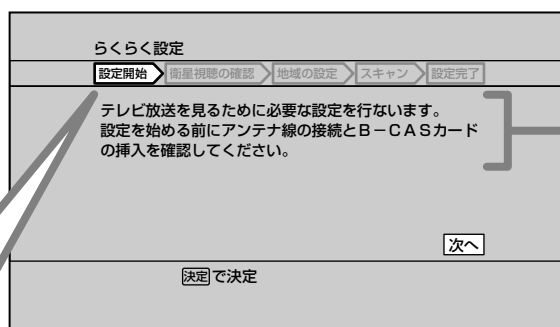 らくらく設定
設定開始 衛星視聴の確認 地域の設定 スキャン 設定完了
テレビ放送を見るために必要な設定を行ないます。
設定を始める前にアンテナ線の接続とB－CASカード
の挿入を確認してください。
次へ
決定で決定